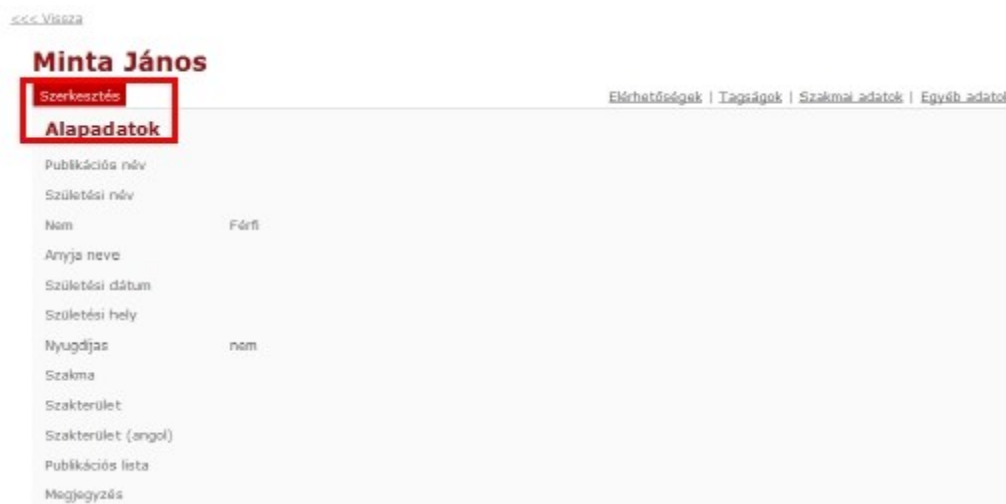 <<< Vissza
Minta János
Szerkesztés
Elérhetőségek | Tagságok | Szakmai adatok | Egyéb adatok
Alapadatok
Publikációs név
Születési név
Nem Férfi
Anyja neve
Születési dátum
Születési hely
Nyugdíjas nem
Szakma
Szakterület
Szakterület (angol)
Publikációs lista
Megjegyzés